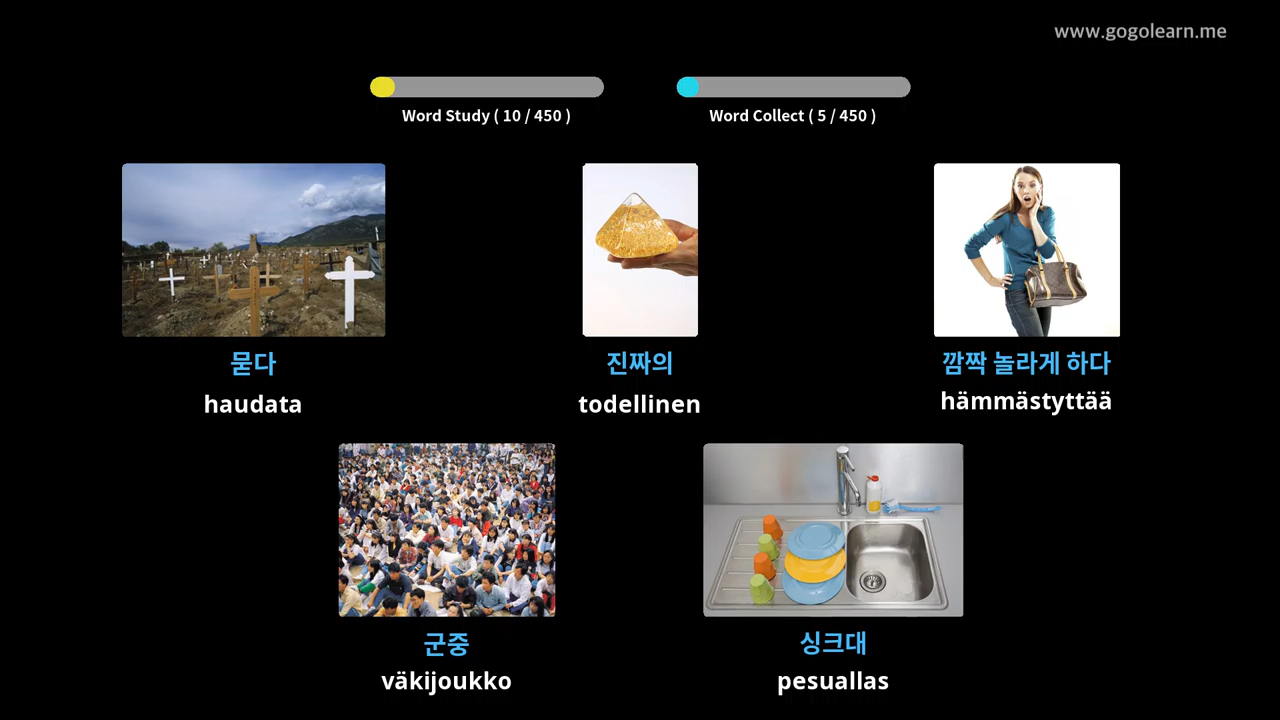 www.gogolearn.me
Word Study ( 10 / 450 )
Word Collect ( 5 / 450 )
묻다
진짜의
깜짝 놀라게 하다
haudata
todellinen
hämmästyttää
군중
싱크대
väkijoukko
pesuallas